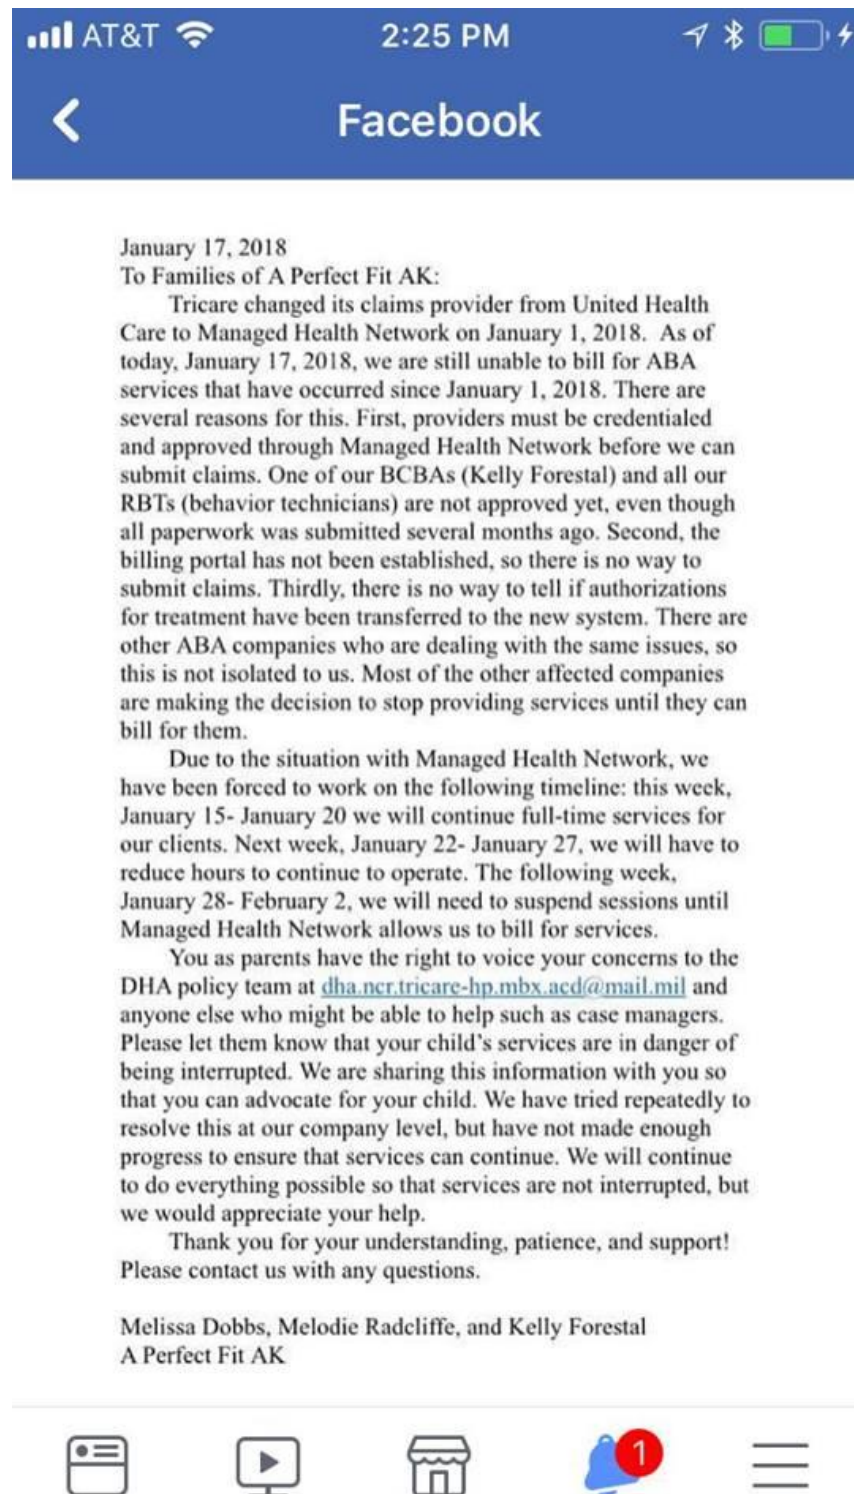 AT&T 2:25 PM
Facebook
January 17, 2018
To Families of A Perfect Fit AK:
Tricare changed its claims provider from United Health
Care to Managed Health Network on January 1, 2018.  As of
today, January 17, 2018, we are still unable to bill for ABA
services that have occurred since January 1, 2018. There are
several reasons for this. First, providers must be credentialed
and approved through Managed Health Network before we can
submit claims. One of our BCBAs (Kelly Forestal) and all our
RBTs (behavior technicians) are not approved yet, even though
all paperwork was submitted several months ago. Second, the
billing portal has not been established, so there is no way to
submit claims. Thirdly, there is no way to tell if authorizations
for treatment have been transferred to the new system. There are
other ABA companies who are dealing with the same issues, so
this is not isolated to us. Most of the other affected companies
are making the decision to stop providing services until they can
bill for them.
Due to the situation with Managed Health Network, we
have been forced to work on the following timeline: this week,
January 15- January 20 we will continue full-time services for
our clients. Next week, January 22- January 27, we will have to
reduce hours to continue to operate. The following week,
January 28- February 2, we will need to suspend sessions until
Managed Health Network allows us to bill for services.
You as parents have the right to voice your concerns to the
DHA policy team at dha.ncr.tricare-hp.mbx.acd@mail.mil and
anyone else who might be able to help such as case managers.
Please let them know that your child's services are in danger of
being interrupted. We are sharing this information with you so
that you can advocate for your child. We have tried repeatedly to
resolve this at our company level, but have not made enough
progress to ensure that services can continue. We will continue
to do everything possible so that services are not interrupted, but
we would appreciate your help.
Thank you for your understanding, patience, and support!
Please contact us with any questions.
Melissa Dobbs, Melodie Radcliffe, and Kelly Forestal
A Perfect Fit AK
1